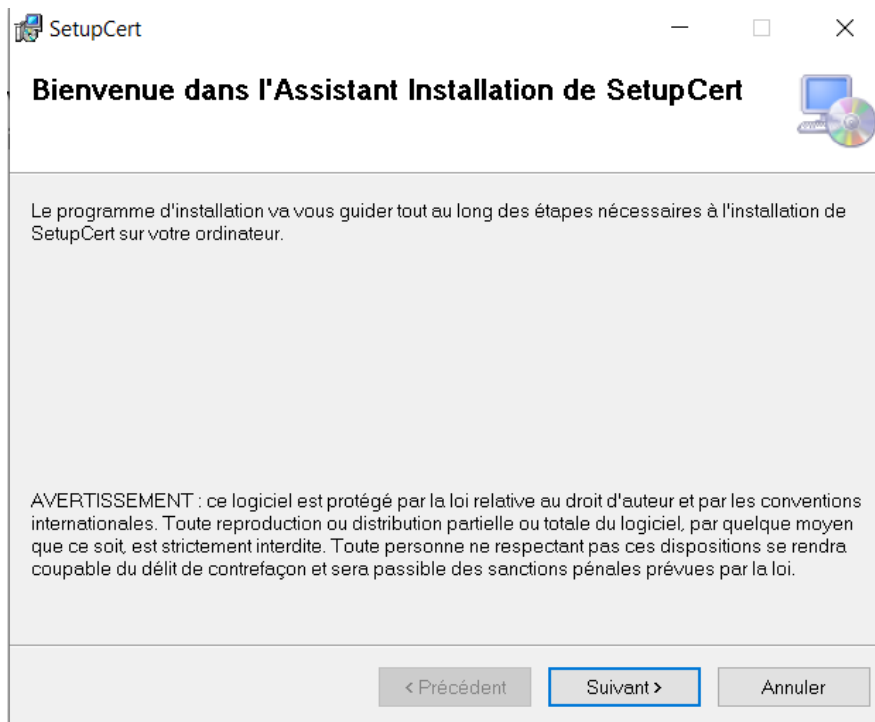 SetupCert
Bienvenue dans l'Assistant Installation de SetupCert
Le programme d'installation va vous guider tout au long des étapes nécessaires à l'installation de
SetupCert sur votre ordinateur.
AVERTISSEMENT : ce logiciel est protégé par la loi relative au droit d'auteur et par les conventions
internationales. Toute reproduction ou distribution partielle ou totale du logiciel, par quelque moyen
que ce soit, est strictement interdite. Toute personne ne respectant pas ces dispositions se rendra
coupable du délit de contrefaçon et sera passible des sanctions pénales prévues par la loi.
< Précédent
Suivant >
Annuler